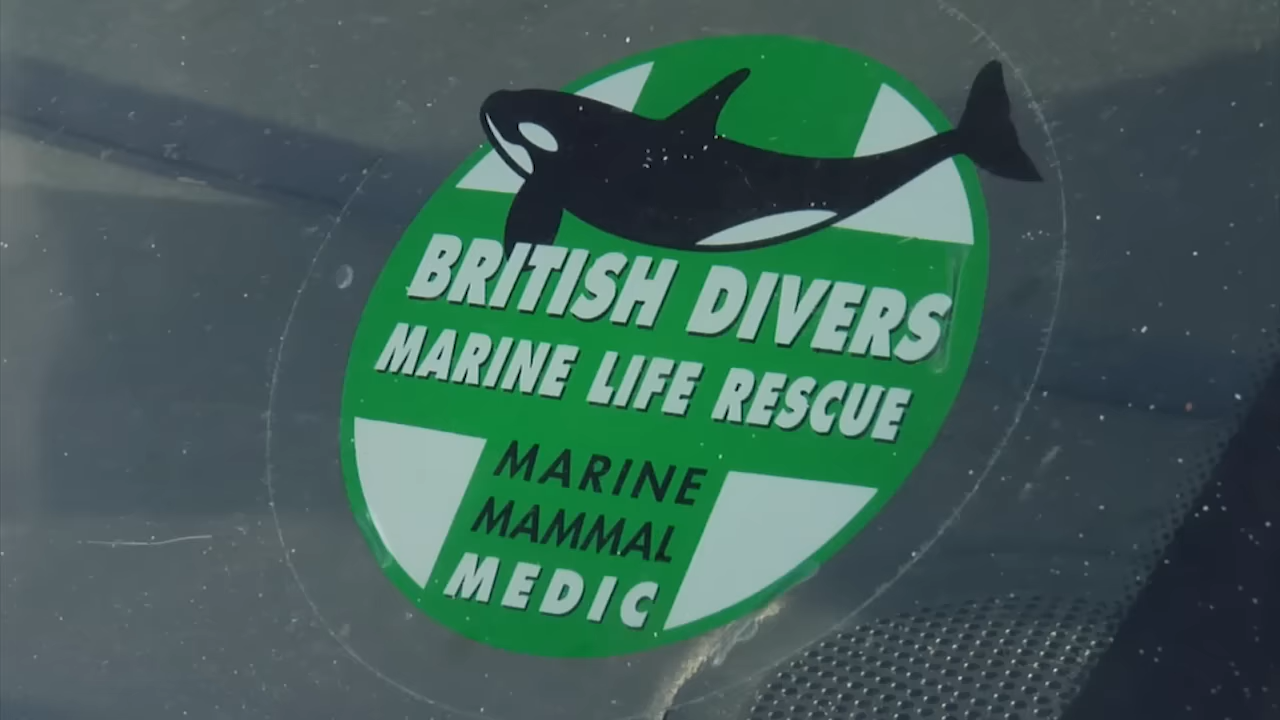 BRITISH DIVERS
MARINE LIFE RESCUE
MARINE
MAMMAL
MEDIC